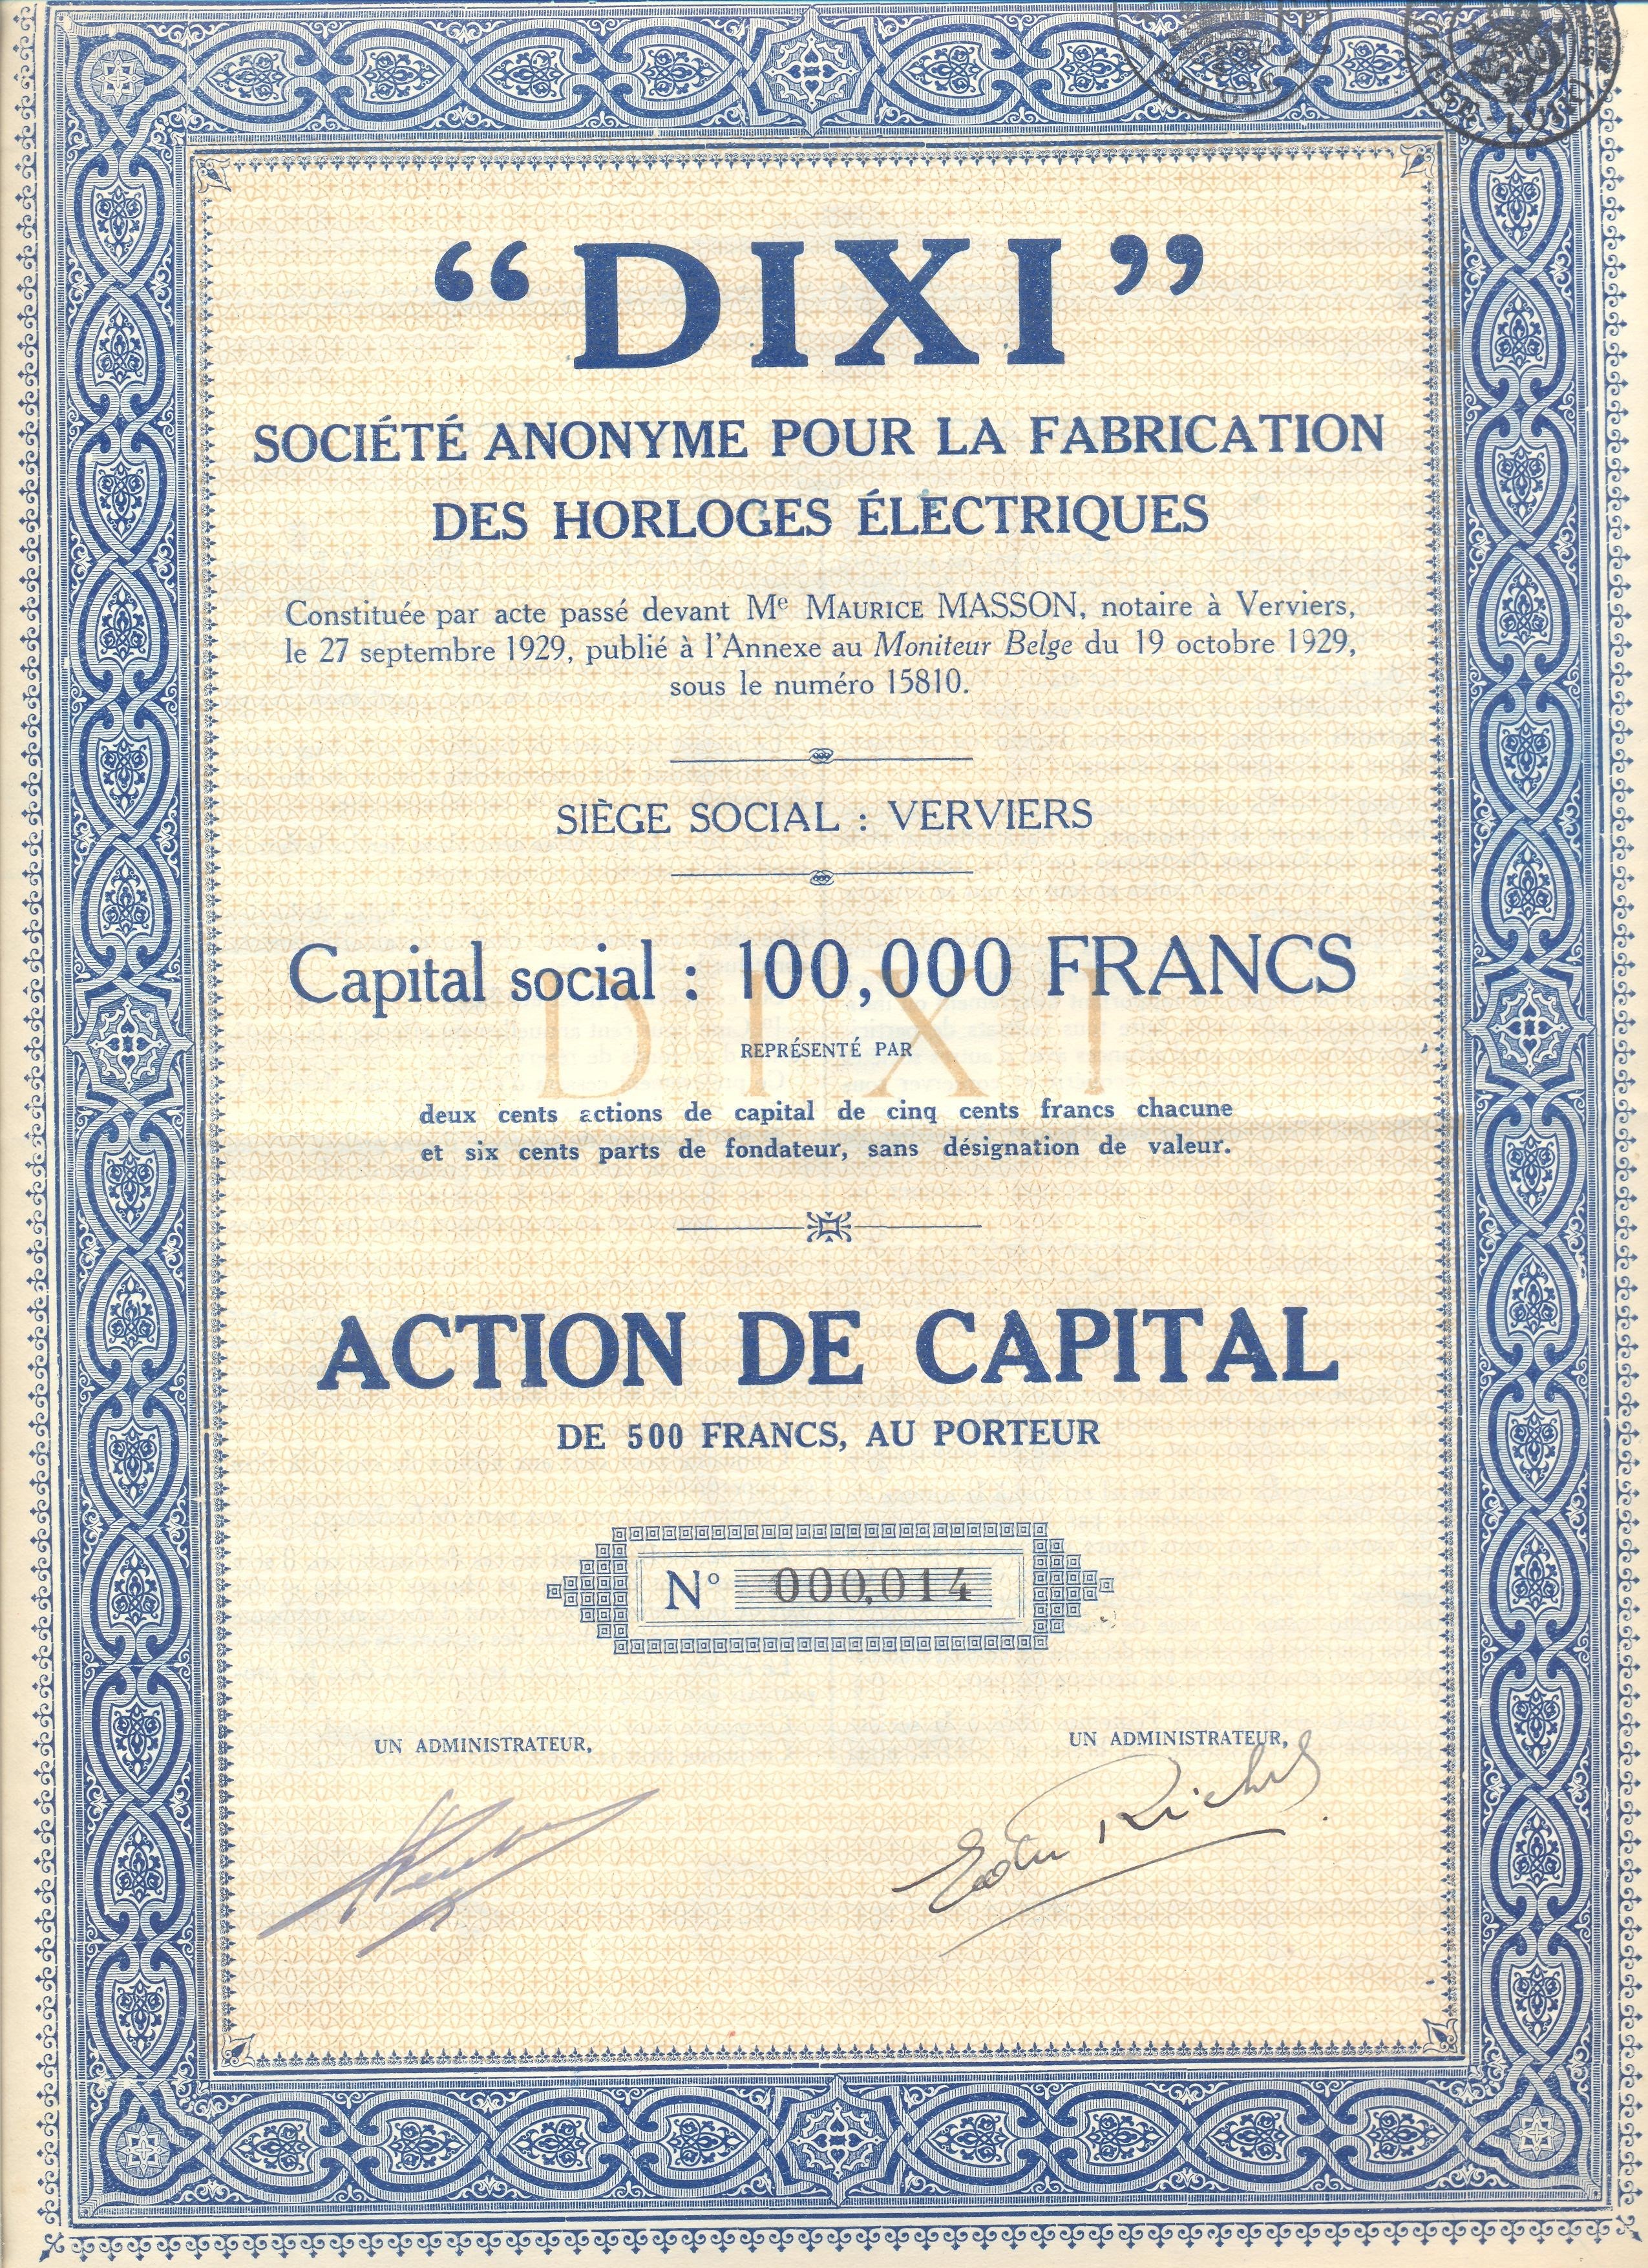 BELGIQUE
“DIXI”
SOCIÉTÉ ANONYME POUR LA FABRICATION
DES HORLOGES ÉLECTRIQUES
Constituée par acte passé devant Me MAURICE MASSON, notaire à Verviers,
le 27 septembre 1929, publié à l'Annexe au Moniteur Belge du 19 octobre 1929,
sous le numéro 15810.
SIÈGE SOCIAL : VERVIERS
Capital social : 100,000 FRANCS
DIXI
REPRÉSENTÉ PAR
deux cents actions de capital de cinq cents francs chacune
et six cents parts de fondateur, sans désignation de valeur.
ACTION DE CAPITAL
DE 500 FRANCS, AU PORTEUR
No 000,014
UN ADMINISTRATEUR,
UN ADMINISTRATEUR,